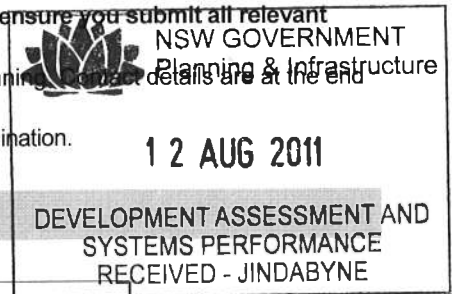 ensure you submit all relevant
NSW GOVERNMENT
Planning & Infrastructure
nning. Contact details are at the end
ination.
12 AUG 2011
DEVELOPMENT ASSESSMENT AND
SYSTEMS PERFORMANCE
RECEIVED - JINDABYNE